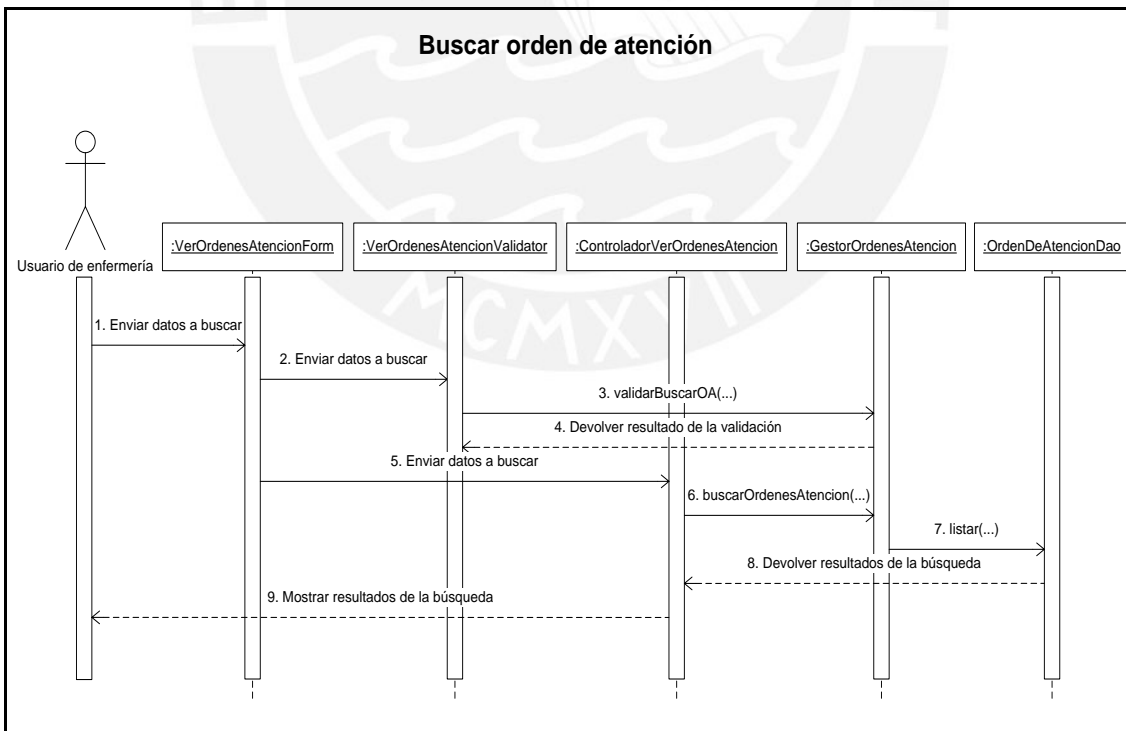 Buscar orden de atención
:VerOrdenesAtencionForm
:VerOrdenesAtencionValidator
:ControladorVerOrdenesAtencion
:GestorOrdenesAtencion
:OrdenDeAtencionDao
Usuario de enfermería
1. Enviar datos a buscar
2. Enviar datos a buscar
3. validarBuscarOA(...)
4. Devolver resultado de la validación
5. Enviar datos a buscar
6. buscarOrdenesAtencion(...)
7. listar(...)
8. Devolver resultados de la búsqueda
9. Mostrar resultados de la búsqueda
MCMXVII